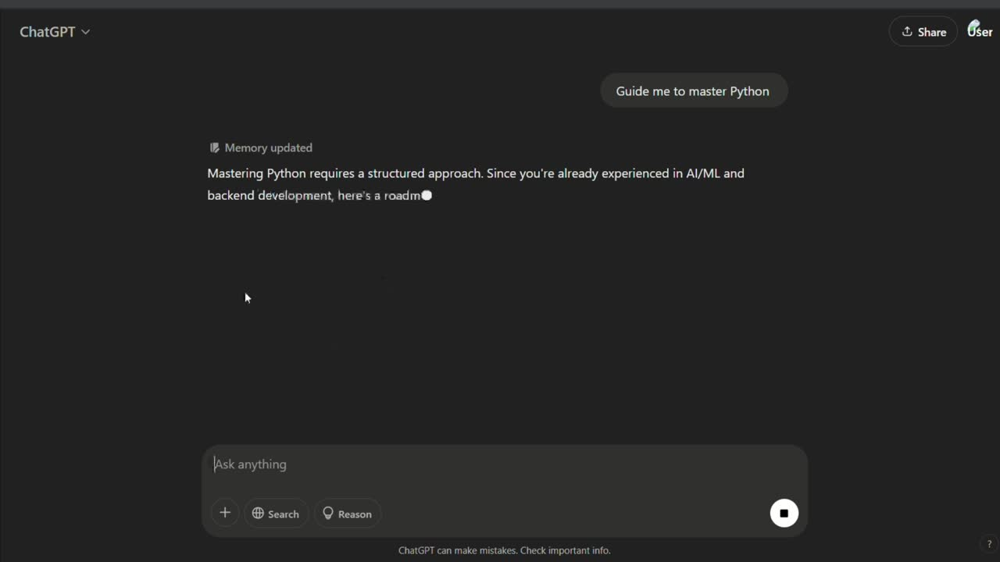 ChatGPT
Share
User
Guide me to master Python
Memory updated
Mastering Python requires a structured approach. Since you're already experienced in AI/ML and
backend development, here's a roadm
Ask anything
Search
Reason
ChatGPT can make mistakes. Check important info.
?